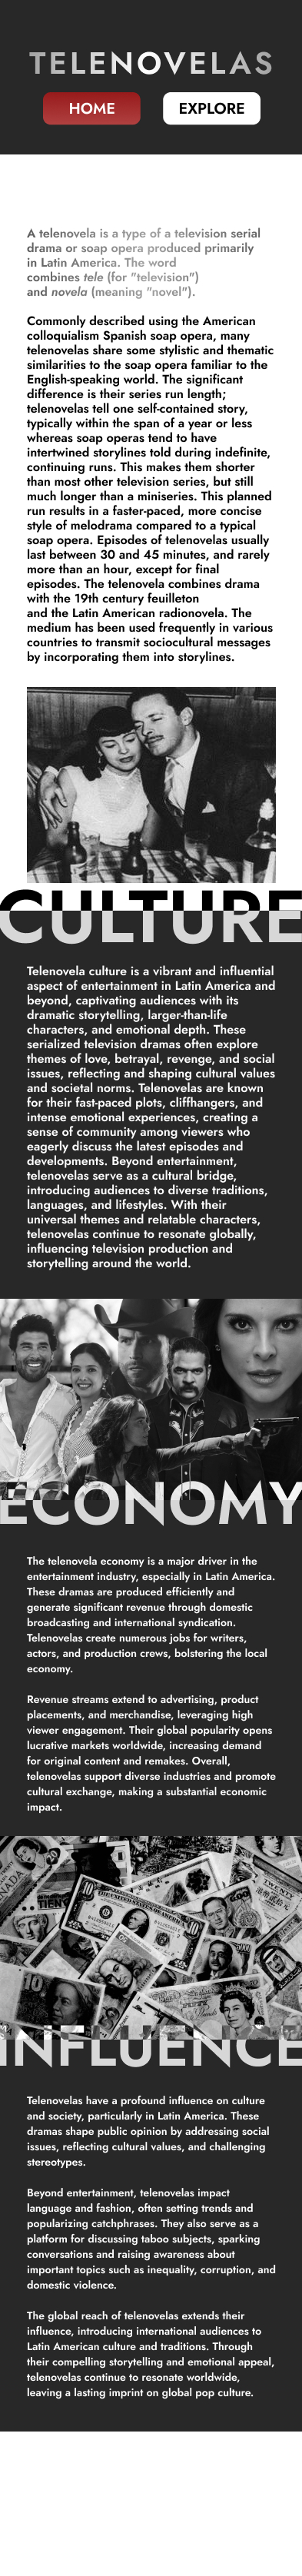 TELENOVELAS
HOME
EXPLORE
A telenovela is a type of a television serial
drama or soap opera produced primarily
in Latin America. The word
combines tele (for "television")
and novela (meaning "novel").
Commonly described using the American
colloquialism Spanish soap opera, many
telenovelas share some stylistic and thematic
similarities to the soap opera familiar to the
English-speaking world. The significant
difference is their series run length;
telenovelas tell one self-contained story,
typically within the span of a year or less
whereas soap operas tend to have
intertwined storylines told during indefinite,
continuing runs. This makes them shorter
than most other television series, but still
much longer than a miniseries. This planned
run results in a faster-paced, more concise
style of melodrama compared to a typical
soap opera. Episodes of telenovelas usually
last between 30 and 45 minutes, and rarely
more than an hour, except for final
episodes. The telenovela combines drama
with the 19th century feuilleton
and the Latin American radionovela. The
medium has been used frequently in various
countries to transmit sociocultural messages
by incorporating them into storylines.
CULTURE
Telenovela culture is a vibrant and influential
aspect of entertainment in Latin America and
beyond, captivating audiences with its
dramatic storytelling, larger-than-life
characters, and emotional depth. These
serialized television dramas often explore
themes of love, betrayal, revenge, and social
issues, reflecting and shaping cultural values
and societal norms. Telenovelas are known
for their fast-paced plots, cliffhangers, and
intense emotional experiences, creating a
sense of community among viewers who
eagerly discuss the latest episodes and
developments. Beyond entertainment,
telenovelas serve as a cultural bridge,
introducing audiences to diverse traditions,
languages, and lifestyles. With their
universal themes and relatable characters,
telenovelas continue to resonate globally,
influencing television production and
storytelling around the world.
ECONOMY
The telenovela economy is a major driver in the
entertainment industry, especially in Latin America.
These dramas are produced efficiently and
generate significant revenue through domestic
broadcasting and international syndication.
Telenovelas create numerous jobs for writers,
actors, and production crews, bolstering the local
economy.
Revenue streams extend to advertising, product
placements, and merchandise, leveraging high
viewer engagement. Their global popularity opens
lucrative markets worldwide, increasing demand
for original content and remakes. Overall,
telenovelas support diverse industries and promote
cultural exchange, making a substantial economic
impact.
INFLUENCE
Telenovelas have a profound influence on culture
and society, particularly in Latin America. These
dramas shape public opinion by addressing social
issues, reflecting cultural values, and challenging
stereotypes.
Beyond entertainment, telenovelas impact
language and fashion, often setting trends and
popularizing catchphrases. They also serve as a
platform for discussing taboo subjects, sparking
conversations and raising awareness about
important topics such as inequality, corruption, and
domestic violence.
The global reach of telenovelas extends their
influence, introducing international audiences to
Latin American culture and traditions. Through
their compelling storytelling and emotional appeal,
telenovelas continue to resonate worldwide,
leaving a lasting imprint on global pop culture.